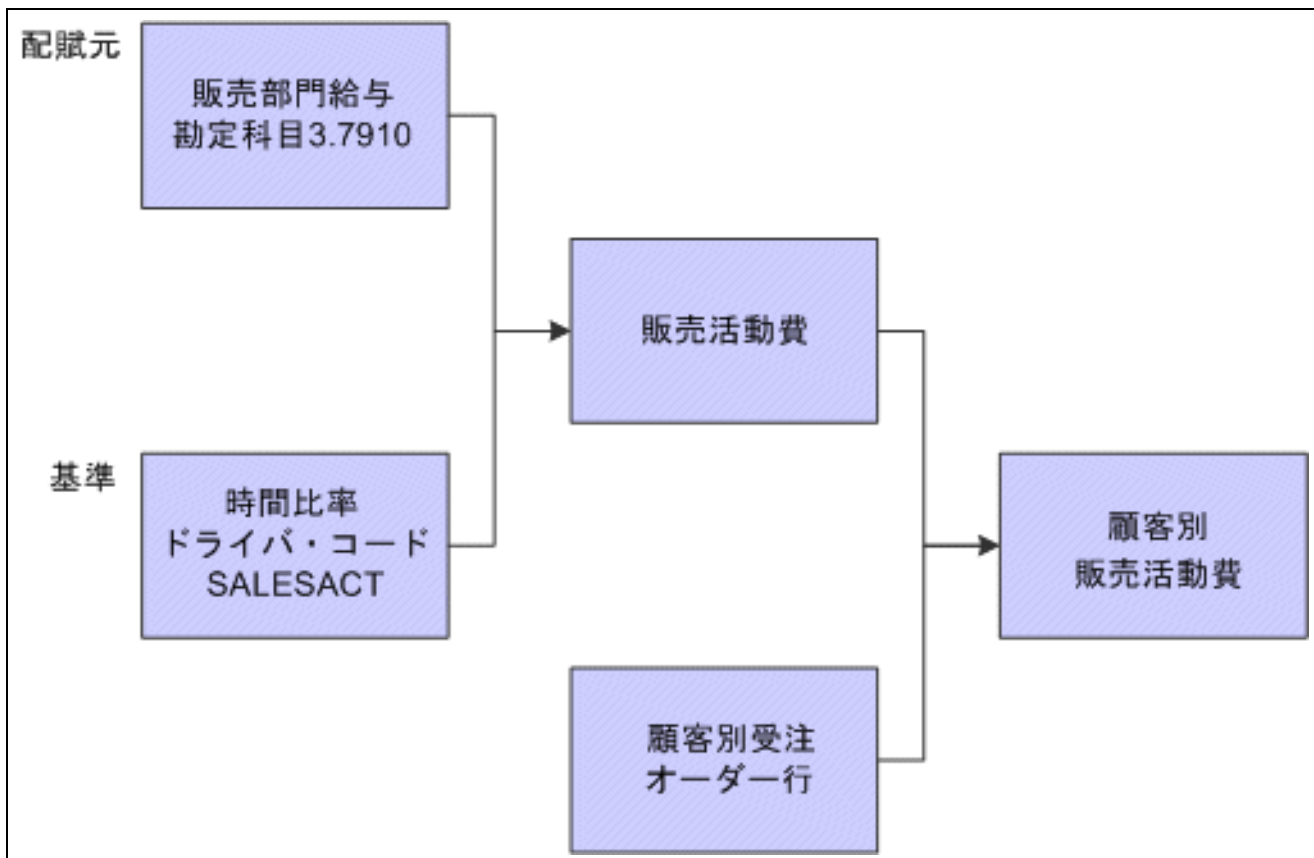 配賦元
販売部門給与
勘定科目3.7910
販売活動費
基準
時間比率
ドライバ・コード
SALESACT
顧客別
販売活動費
顧客別受注
オーダー行